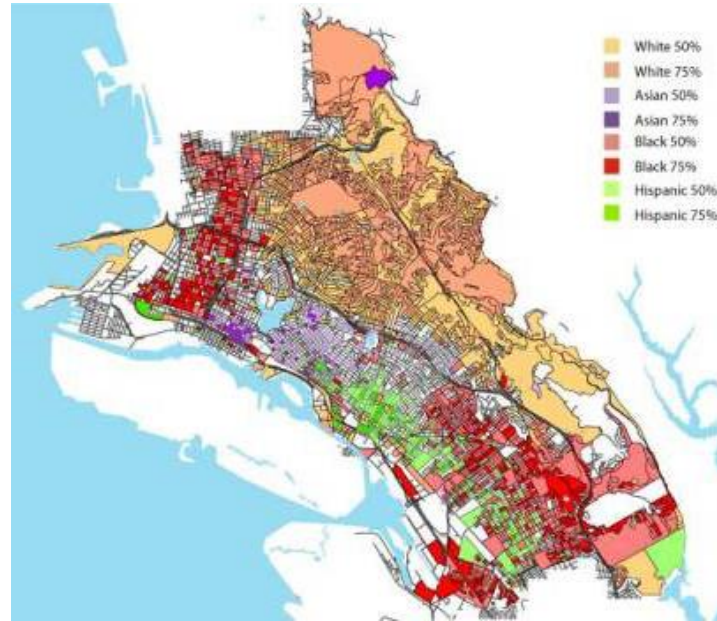 White 50%
White 75%
Asian 50%
Asian 75%
Black 50%
Black 75%
Hispanic 50%
Hispanic 75%